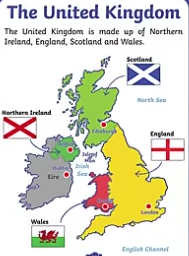 The United Kingdom
The United Kingdom is made up of Northern
Ireland, England, Scotland and Wales.
Scotland
North Sea
Northern Ireland
Edinburgh
England
Belfast
Isle of
Man
Irish
Sea
Dublin
Eire
Cardiff
London
Wales
English Channel